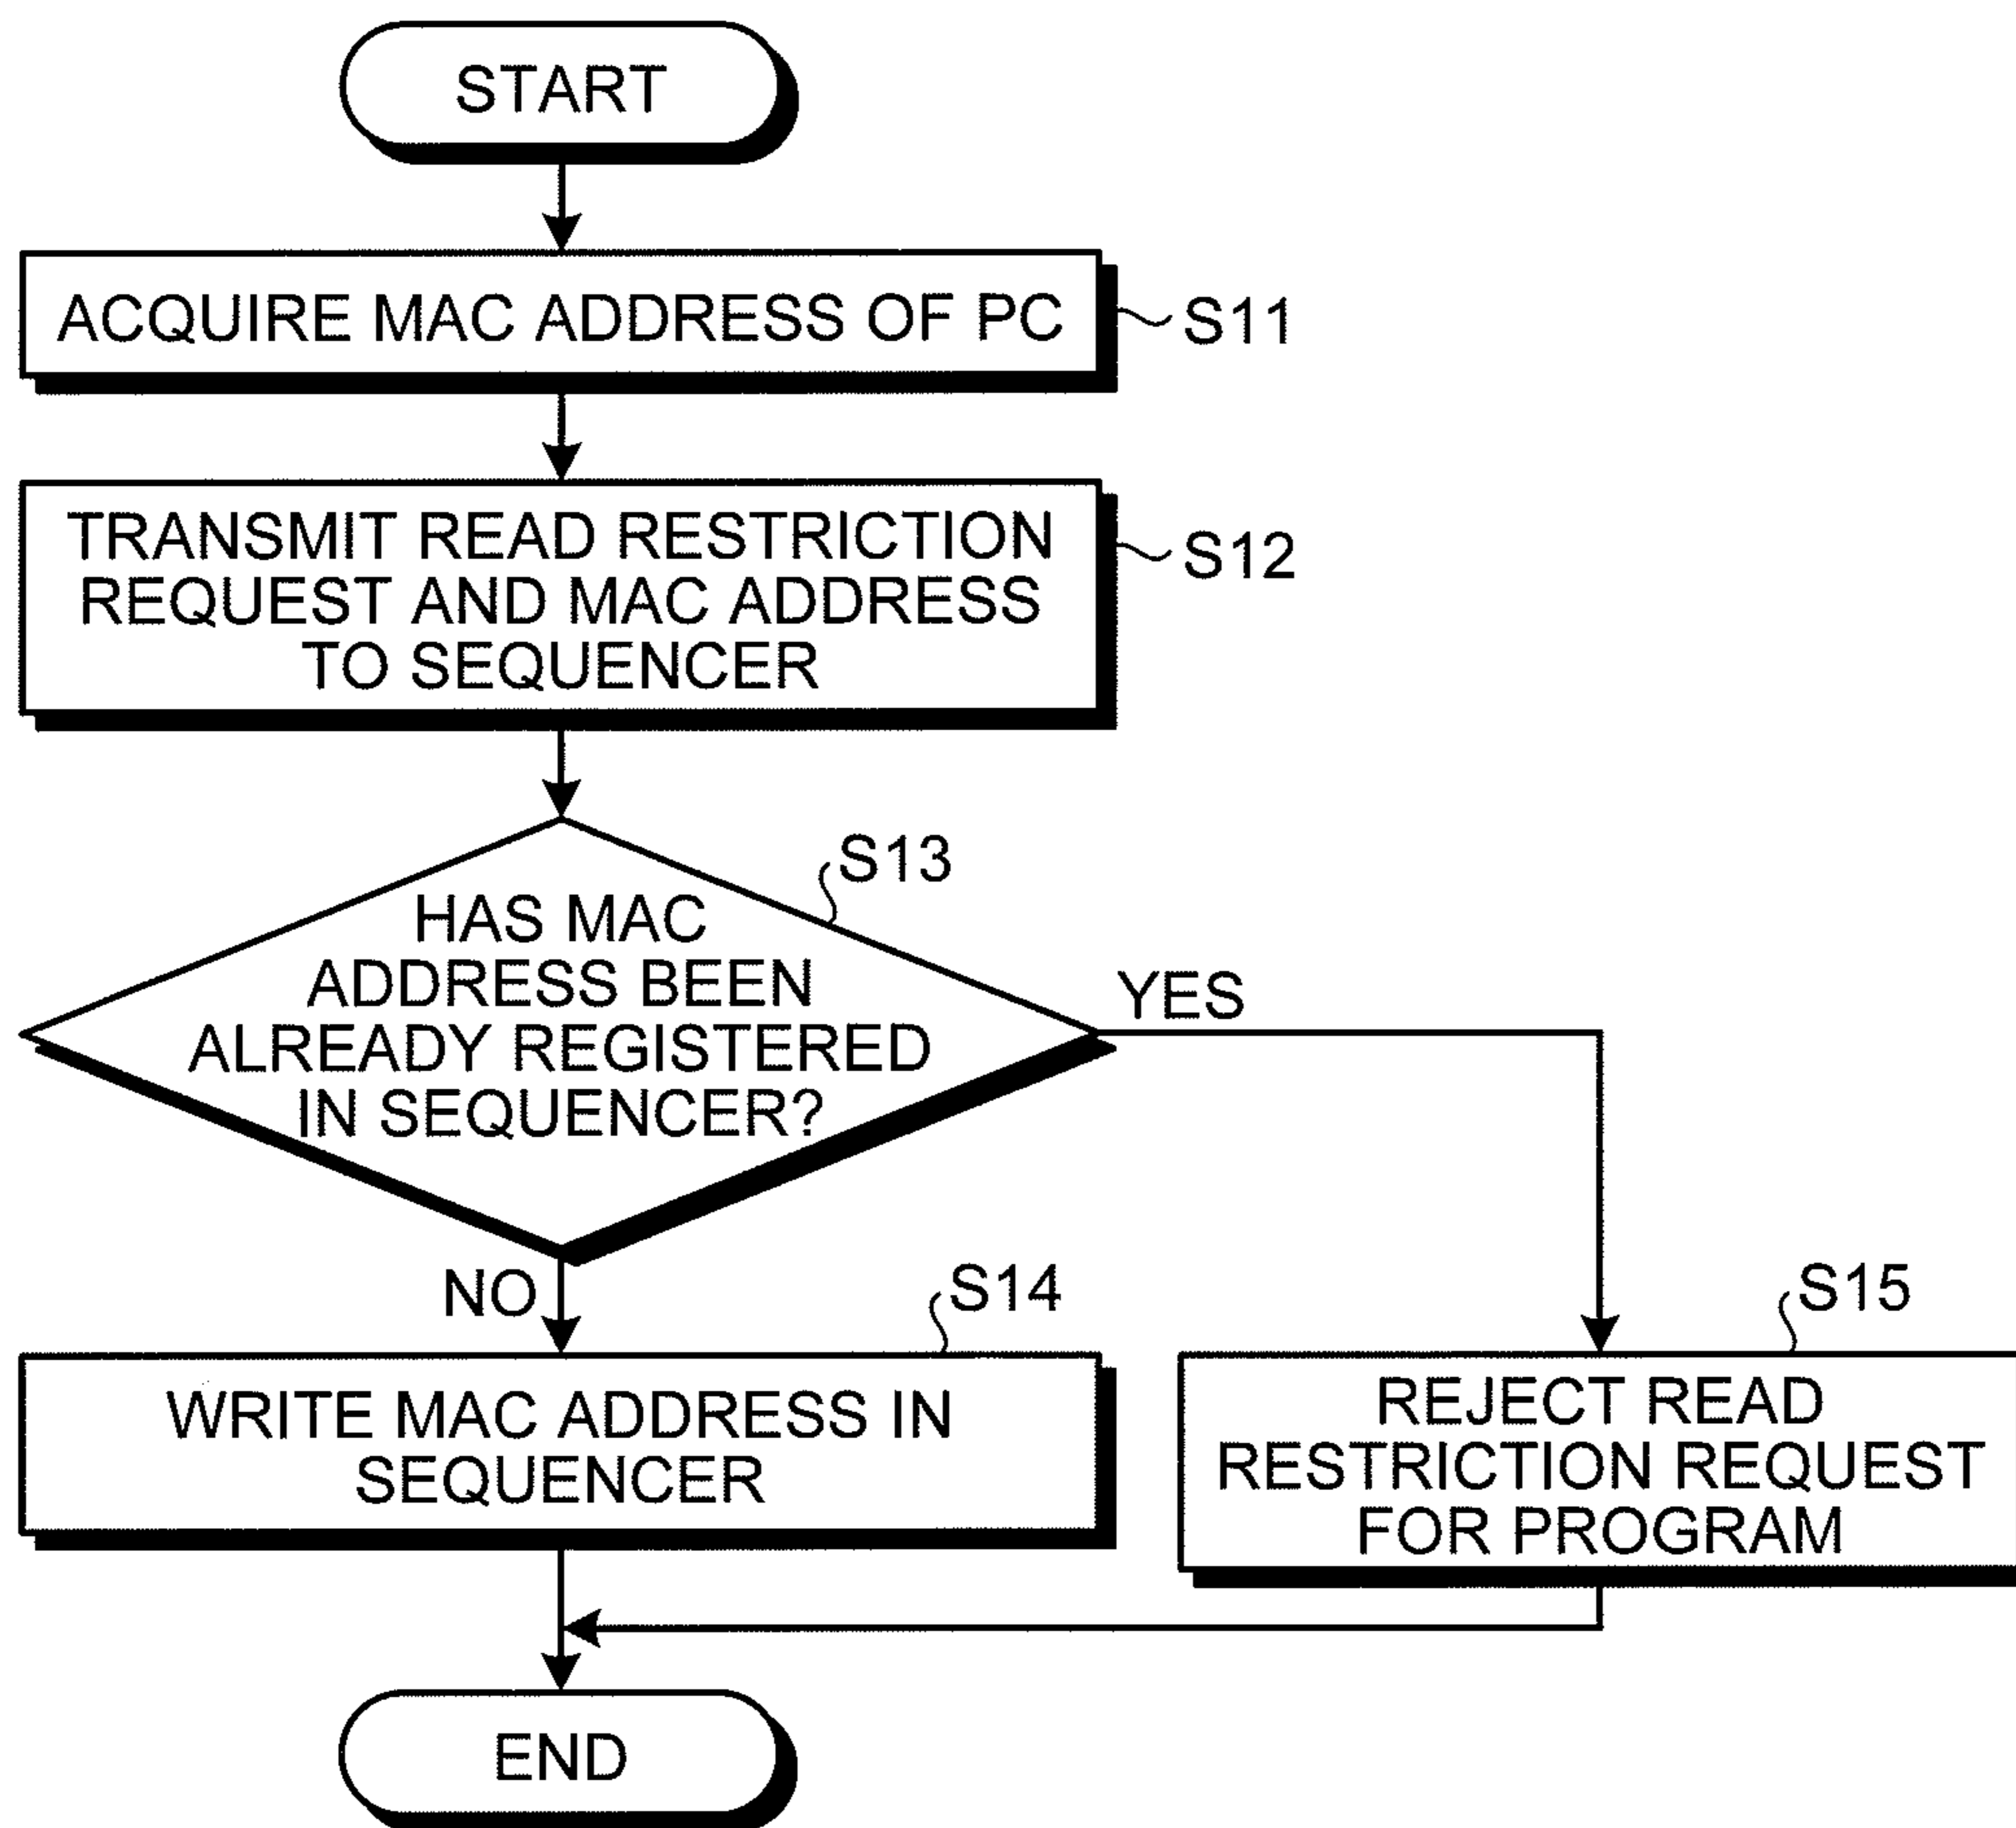 START
ACQUIRE MAC ADDRESS OF PC
S11
TRANSMIT READ RESTRICTION
REQUEST AND MAC ADDRESS
TO SEQUENCER
S12
S13
HAS MAC
ADDRESS BEEN
ALREADY REGISTERED
IN SEQUENCER?
YES
NO
S14
WRITE MAC ADDRESS IN
SEQUENCER
S15
REJECT READ
RESTRICTION REQUEST
FOR PROGRAM
END